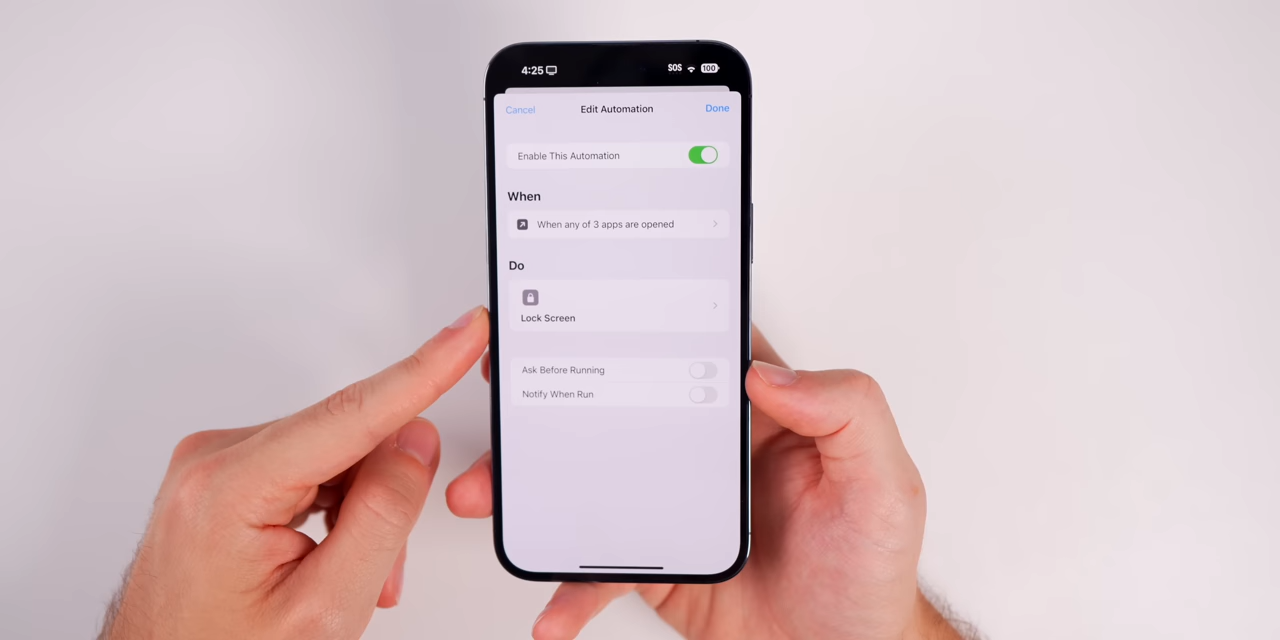 4:25
SOS
100
Cancel
Edit Automation
Done
Enable This Automation
When
When any of 3 apps are opened
Do
Lock Screen
Ask Before Running
Notify When Run